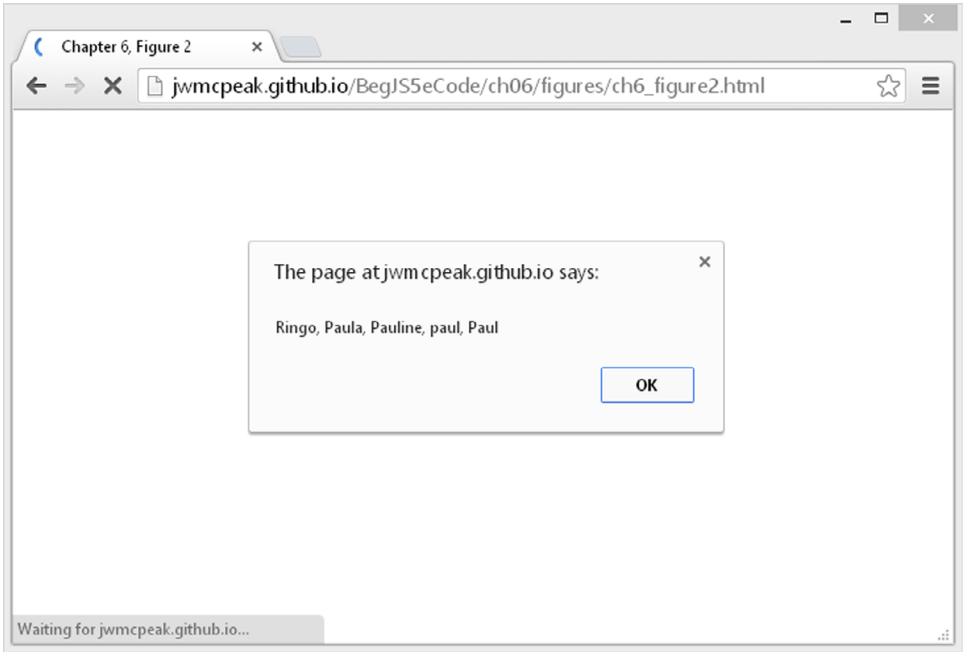 Chapter 6, Figure 2
jwmcpeak.github.io/BegJS5eCode/ch06/figures/ch6_figure2.html
The page at jwmcpeak.github.io says:
Ringo, Paula, Pauline, paul, Paul
OK
Waiting for jwmcpeak.github.io...